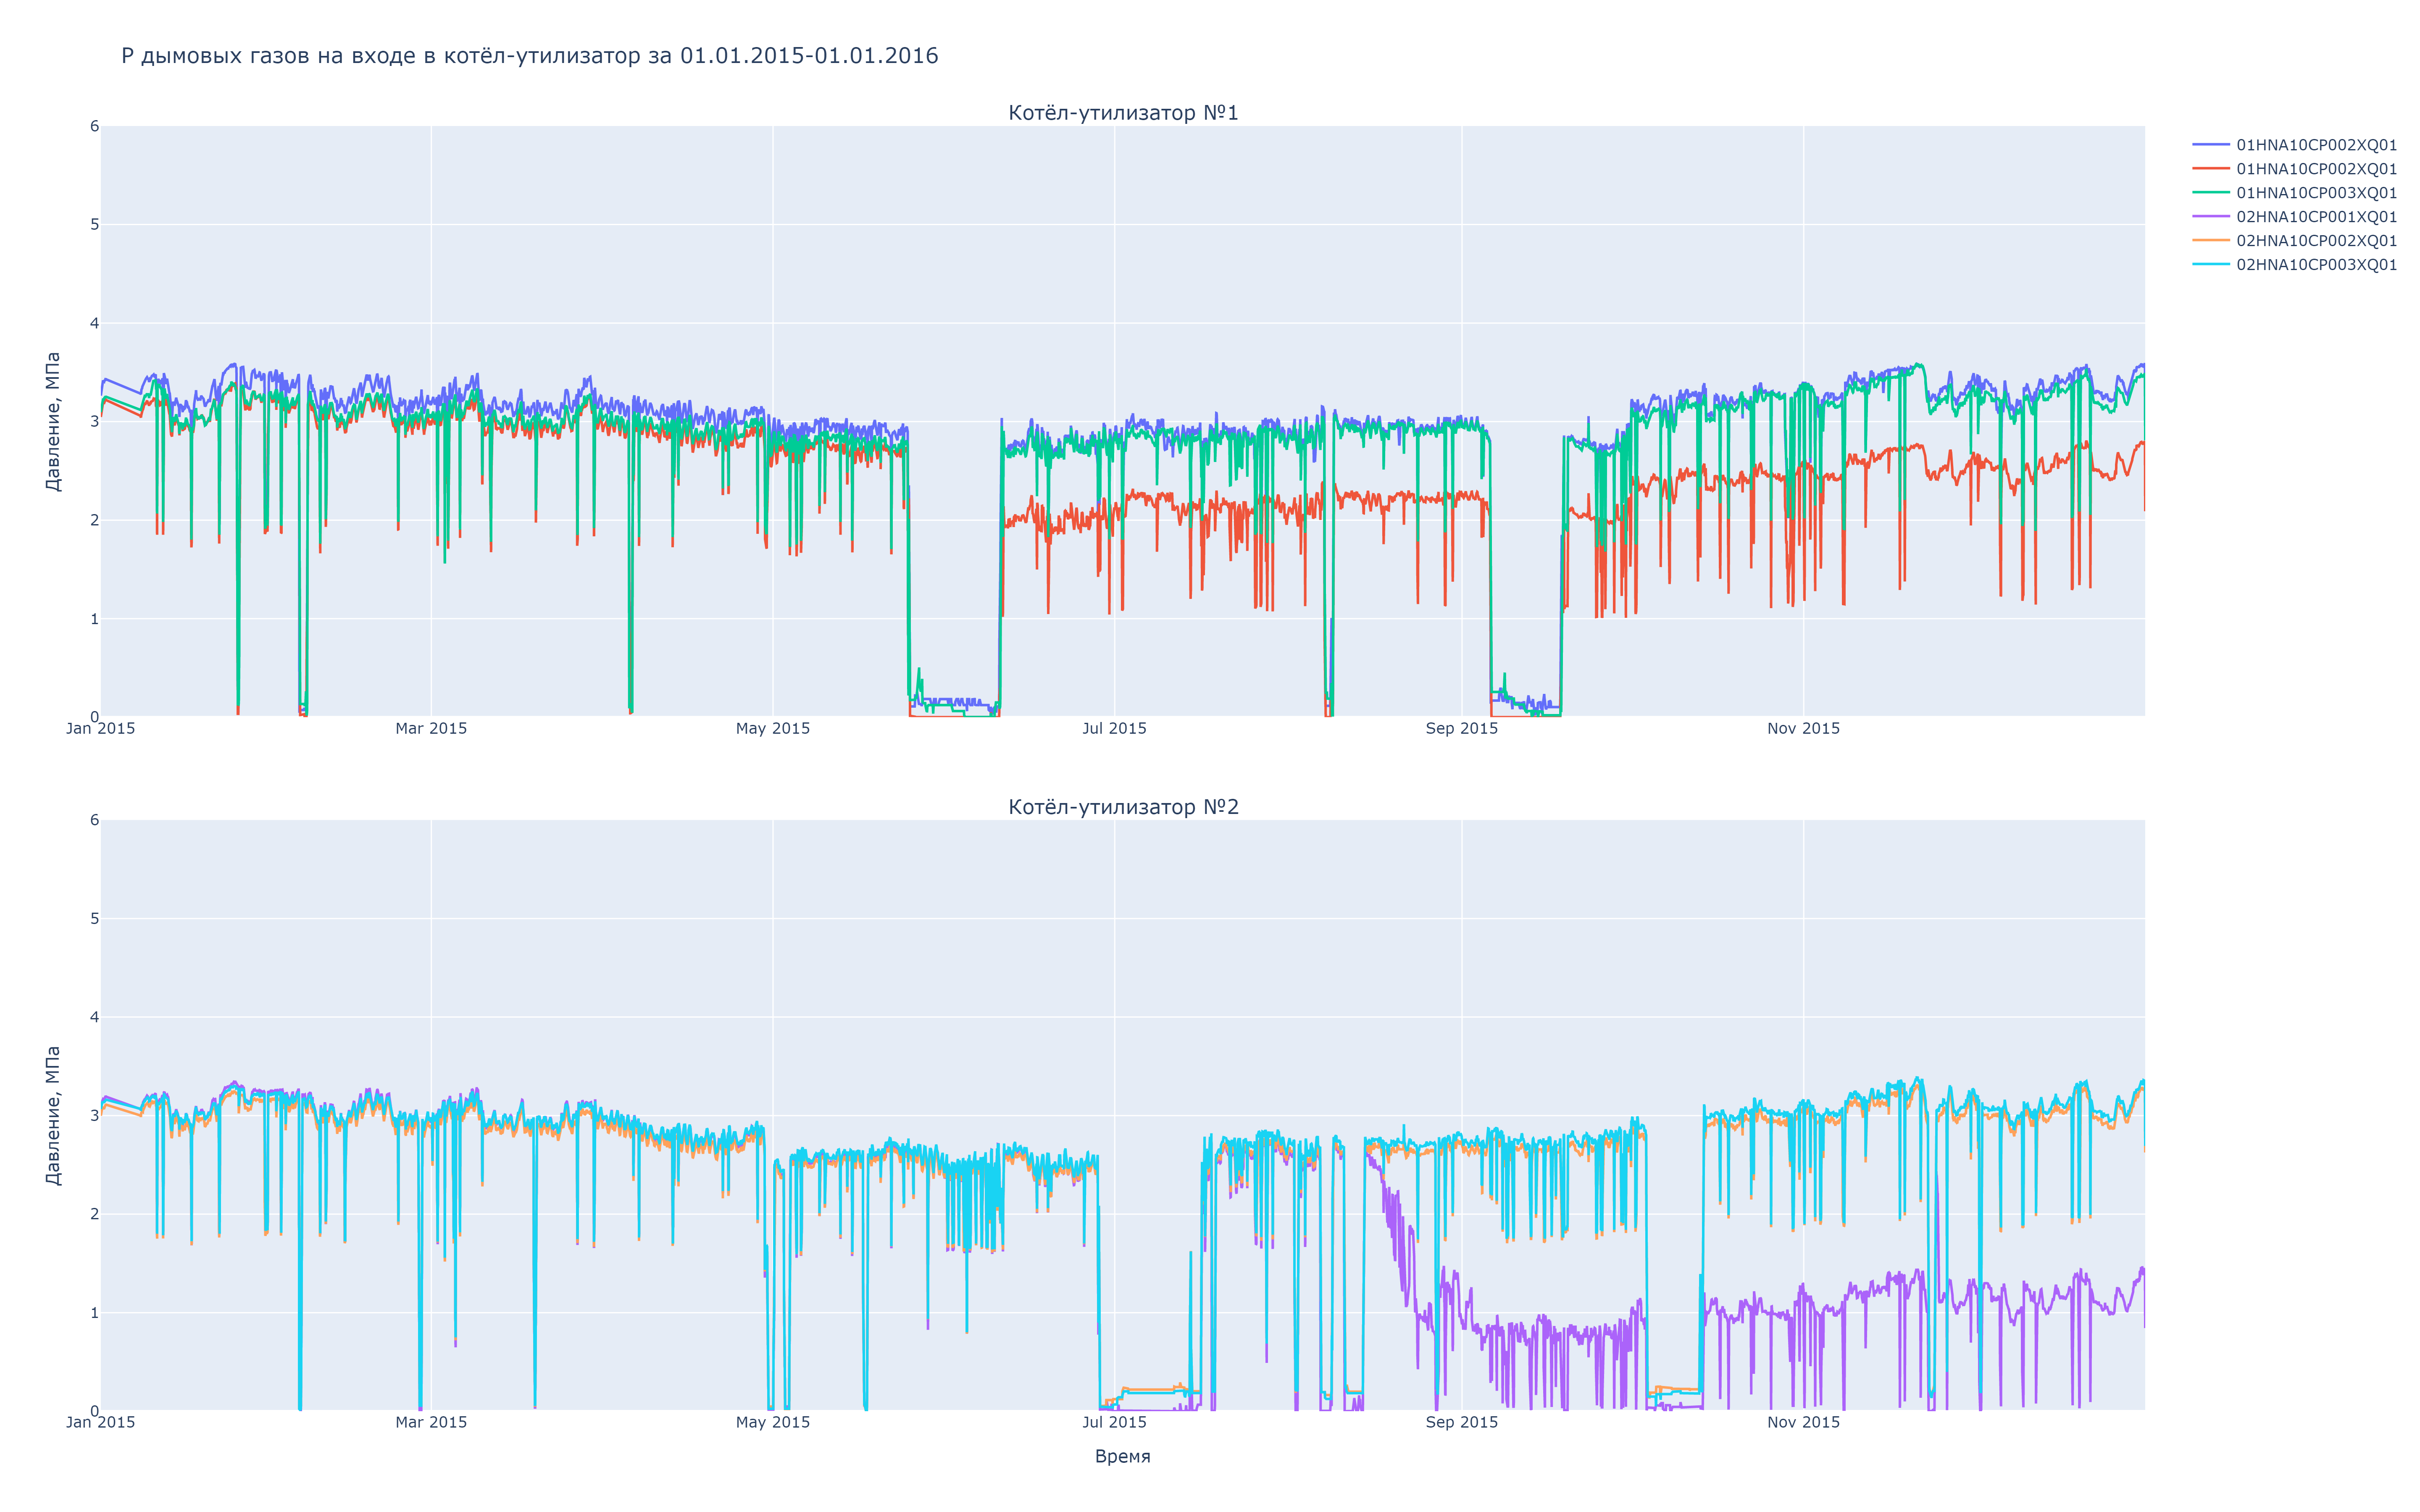 P дымовых газов на входе в котёл-утилизатор за 01.01.2015-01.01.2016
Котёл-утилизатор №1
Давление, МПа
6
5
4
3
2
1
0
Jan 2015
Mar 2015
May 2015
Jul 2015
Sep 2015
Nov 2015
01HNA10CP002XQ01
01HNA10CP002XQ01
01HNA10CP003XQ01
02HNA10CP001XQ01
02HNA10CP002XQ01
02HNA10CP003XQ01
Котёл-утилизатор №2
Давление, МПа
6
5
4
3
2
1
0
Jan 2015
Mar 2015
May 2015
Jul 2015
Sep 2015
Nov 2015
Время